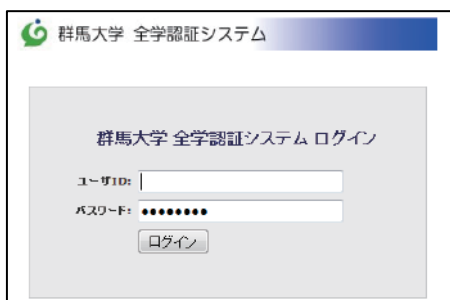 群馬大学 全学認証システム
群馬大学 全学認証システム ログイン
ユーザID:
パスワード: ●●●●●●●●
ログイン